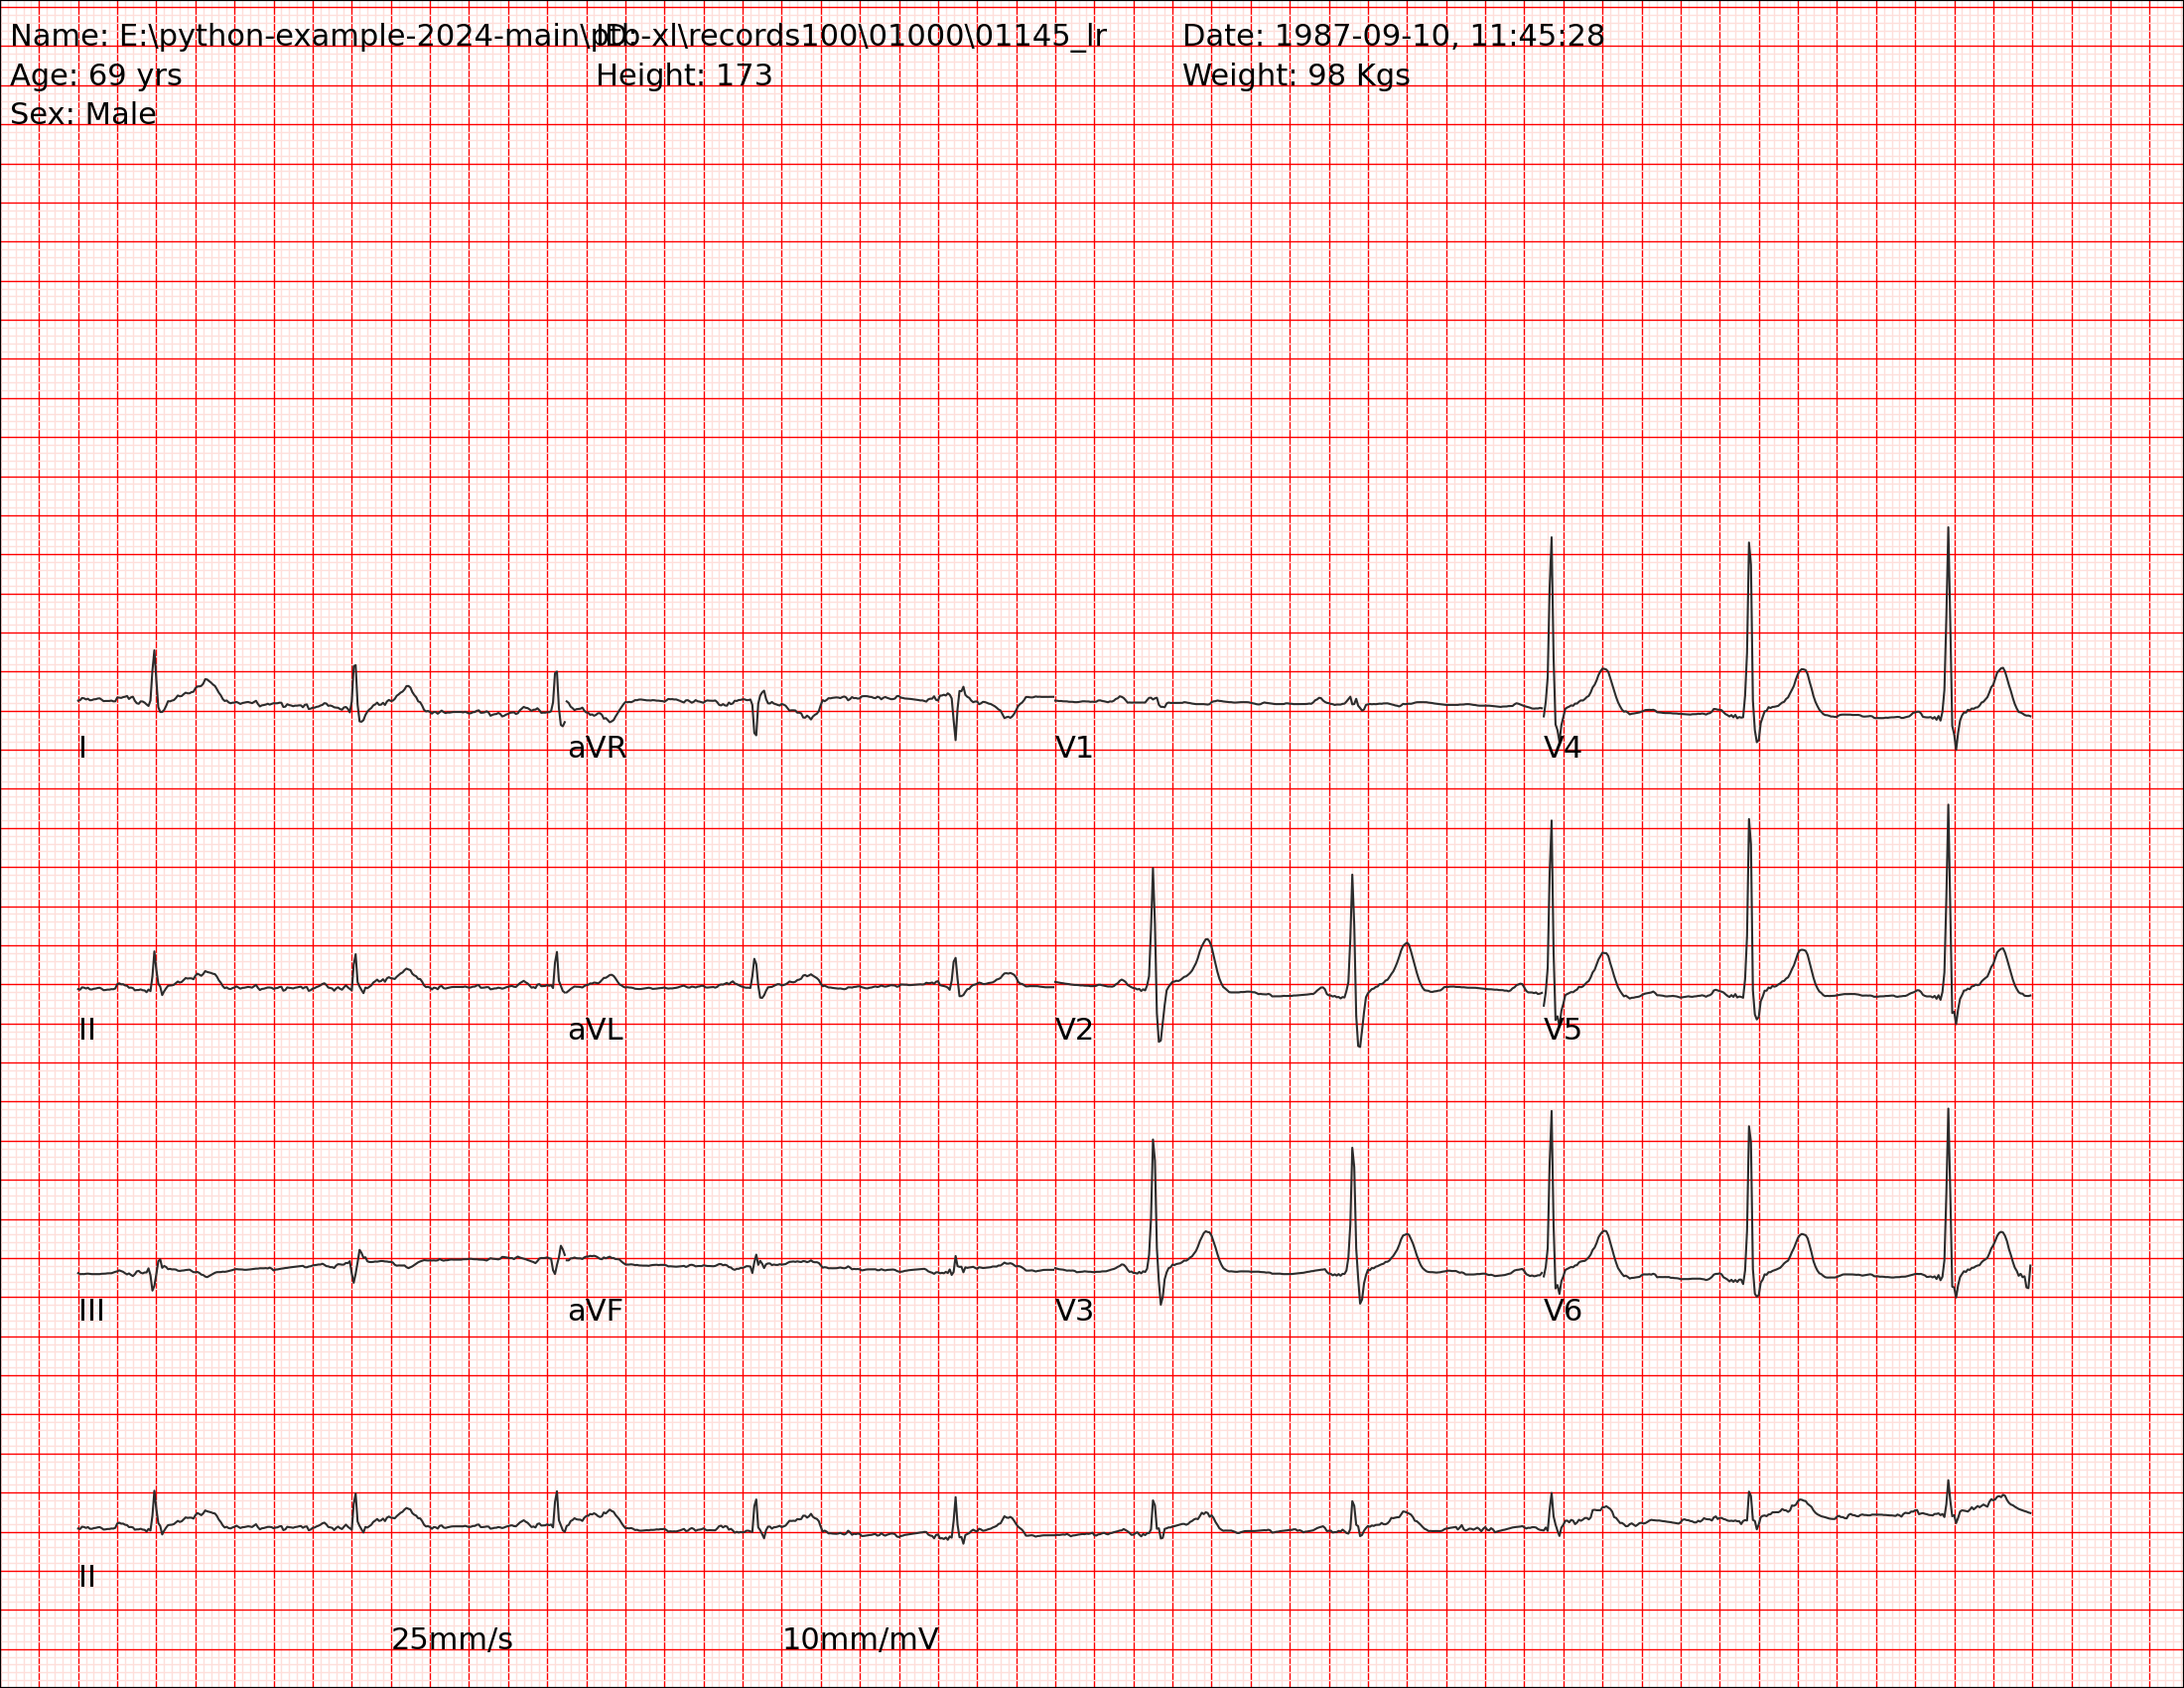 Name: E:\python-example-2024-main\ptb-xl\records100\01000\01145_lr ID: Date: 1987-09-10, 11:45:28
Age: 69 yrs Height: 173 Weight: 98 Kgs
Sex: Male
I aVR V1 V4
II aVL V2 V5
III aVF V3 V6
II
25mm/s 10mm/mV